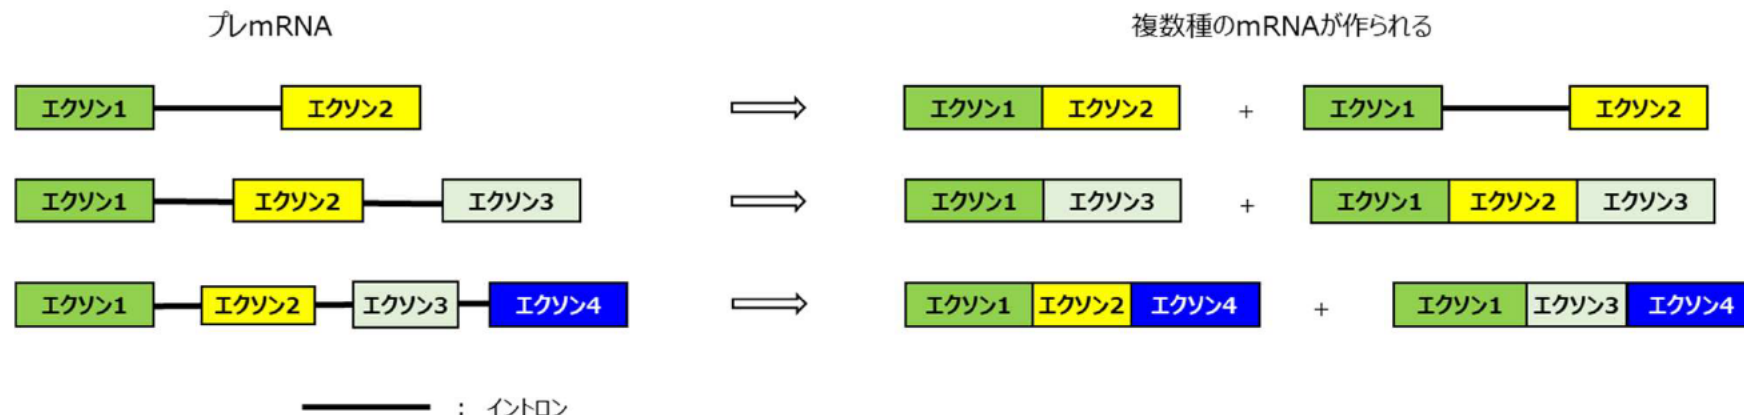 プレmRNA 複数種のmRNAが作られる
エクソン1 エクソン2 エクソン1 エクソン2 + エクソン1 エクソン2
エクソン1 エクソン2 エクソン3 エクソン1 エクソン3 + エクソン1 エクソン2 エクソン3
エクソン1 エクソン2 エクソン3 エクソン4 エクソン1 エクソン2 エクソン4 + エクソン1 エクソン3 エクソン4
: イントロン